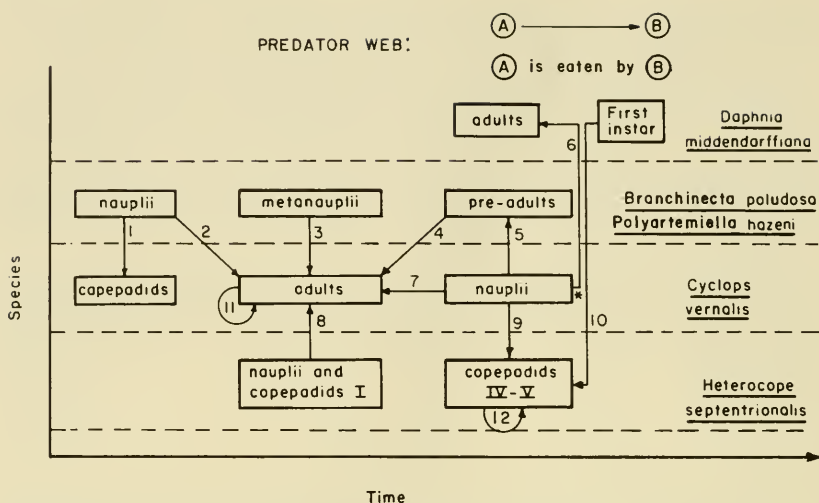 PREDATOR WEB:
A B
A is eaten by B
adults
First
instar
Daphnia
middendarffiana
6
nauplii
metanauplii
pre-adults
Branchinecta poludosa
Polyartemiella hazeni
1
2
3
4
5
capepadids
adults
nauplii
Cyclops
vernalis
7
*
11
8
9
10
nauplii and
copepadids I
copepadids
IV-V
Heterocope
septentrionalis
12
Species
Time